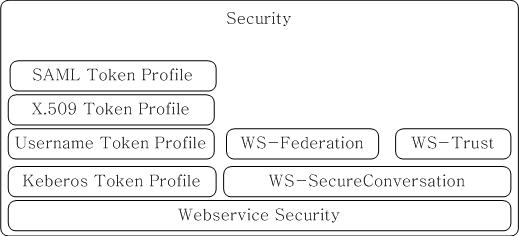 Security
SAML Token Profile
X.509 Token Profile
Username Token Profile
WS-Federation
WS-Trust
Keberos Token Profile
WS-SecureConversation
Webservice Security